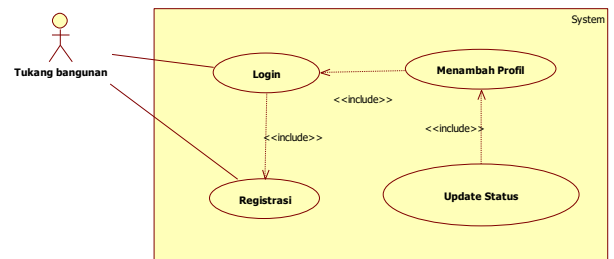 System
Tukang bangunan
Login
Menambah Profil
<<include>>
<<include>>
<<include>>
Registrasi
Update Status